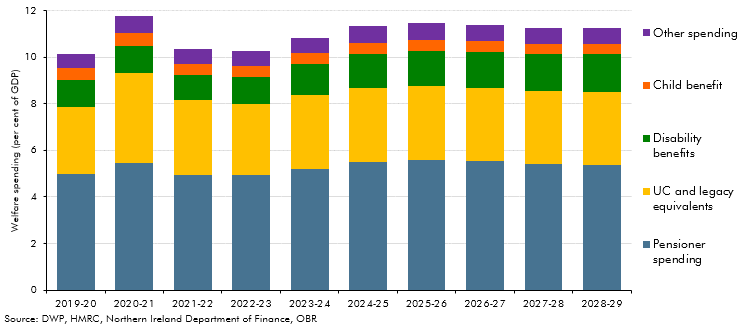 12
10
8
6
4
2
0
Welfare spending (per cent of GDP)
2019-20 2020-21 2021-22 2022-23 2023-24 2024-25 2025-26 2026-27 2027-28 2028-29
Other spending
Child benefit
Disability
benefits
UC and legacy
equivalents
Pensioner
spending
Source: DWP, HMRC, Northern Ireland Department of Finance, OBR